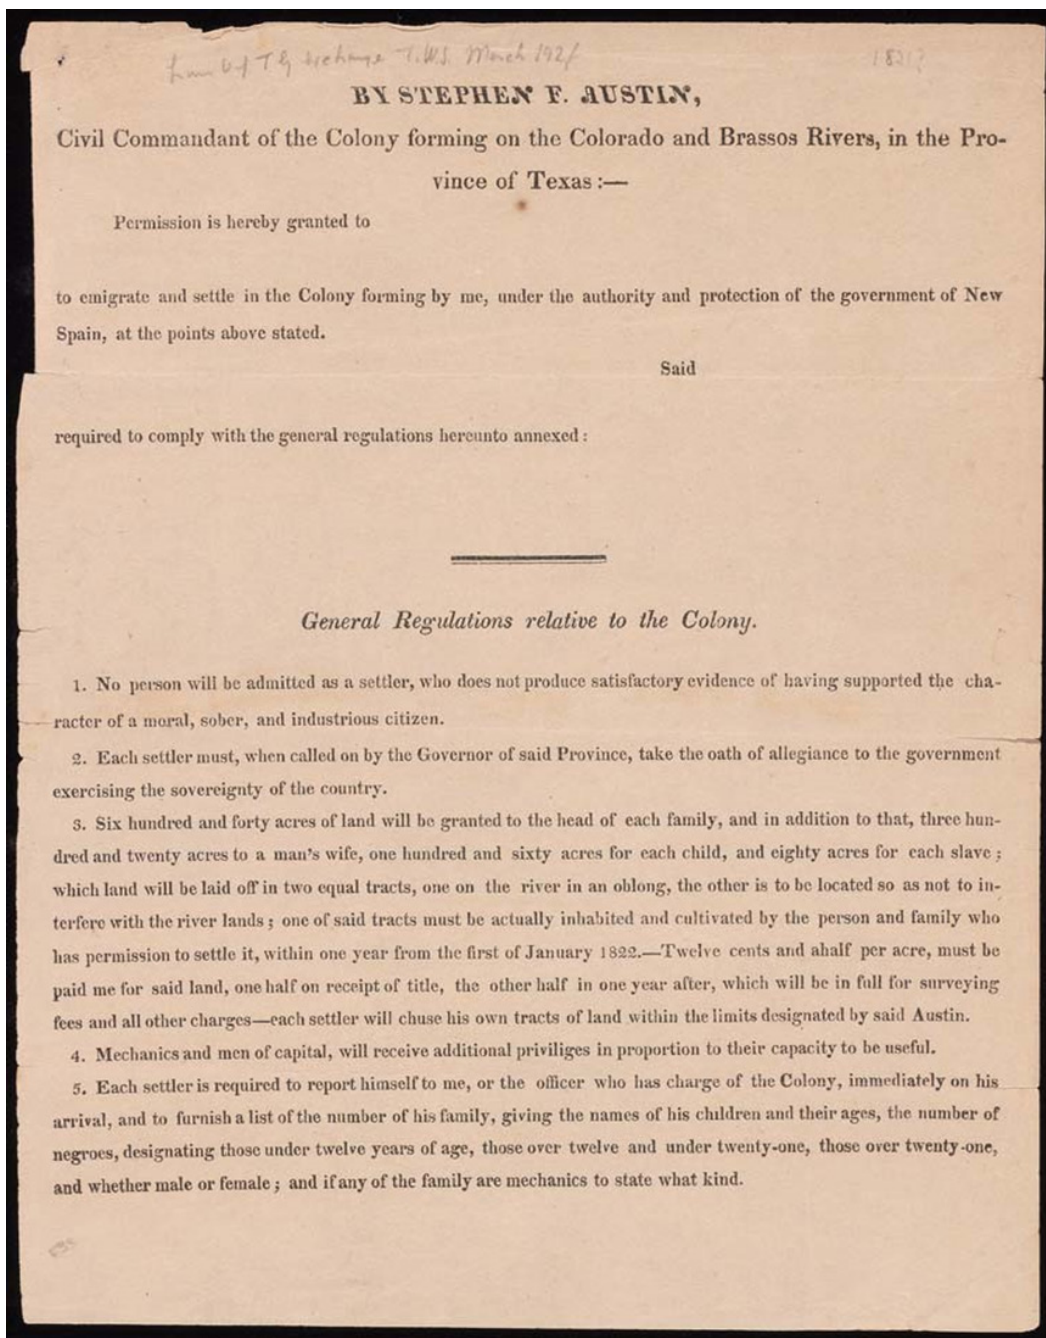 T.W.S. March 192
1821?
BY STEPHEN F. AUSTIN,
Civil Commandant of the Colony forming on the Colorado and Brassos Rivers, in the Pro-
vince of Texas :—
Permission is hereby granted to
to emigrate and settle in the Colony forming by me, under the authority and protection of the government of New
Spain, at the points above stated.
Said
required to comply with the general regulations hereunto annexed :
General Regulations relative to the Colony.
1. No person will be admitted as a settler, who does not produce satisfactory evidence of having supported the cha-
racter of a moral, sober, and industrious citizen.
2. Each settler must, when called on by the Governor of said Province, take the oath of allegiance to the government
exercising the sovereignty of the country.
3. Six hundred and forty acres of land will be granted to the head of each family, and in addition to that, three hun-
dred and twenty acres to a man's wife, one hundred and sixty acres for each child, and eighty acres for each slave ;
which land will be laid off in two equal tracts, one on the river in an oblong, the other is to be located so as not to in-
terfere with the river lands ; one of said tracts must be actually inhabited and cultivated by the person and family who
has permission to settle it, within one year from the first of January 1822.—Twelve cents and ahalf per acre, must be
paid me for said land, one half on receipt of title, the other half in one year after, which will be in full for surveying
fees and all other charges—each settler will chuse his own tracts of land within the limits designated by said Austin.
4. Mechanics and men of capital, will receive additional priviliges in proportion to their capacity to be useful.
5. Each settler is required to report himself to me, or the officer who has charge of the Colony, immediately on his
arrival, and to furnish a list of the number of his family, giving the names of his children and their ages, the number of
negroes, designating those under twelve years of age, those over twelve and under twenty-one, those over twenty-one,
and whether male or female ; and if any of the family are mechanics to state what kind.